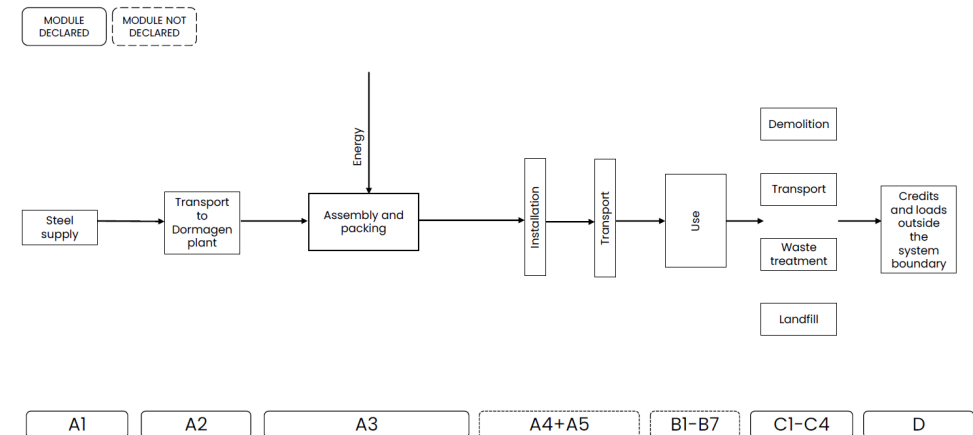 MODULE
DECLARED
MODULE NOT
DECLARED
Energy
Demolition
Steel
supply
Transport
to
Dormagen
plant
Assembly and
packing
Installation
Transport
Use
Transport
Waste
treatment
Landfill
Credits
and loads
outside
the
system
boundary
A1
A2
A3
A4+A5
B1-B7
C1-C4
D